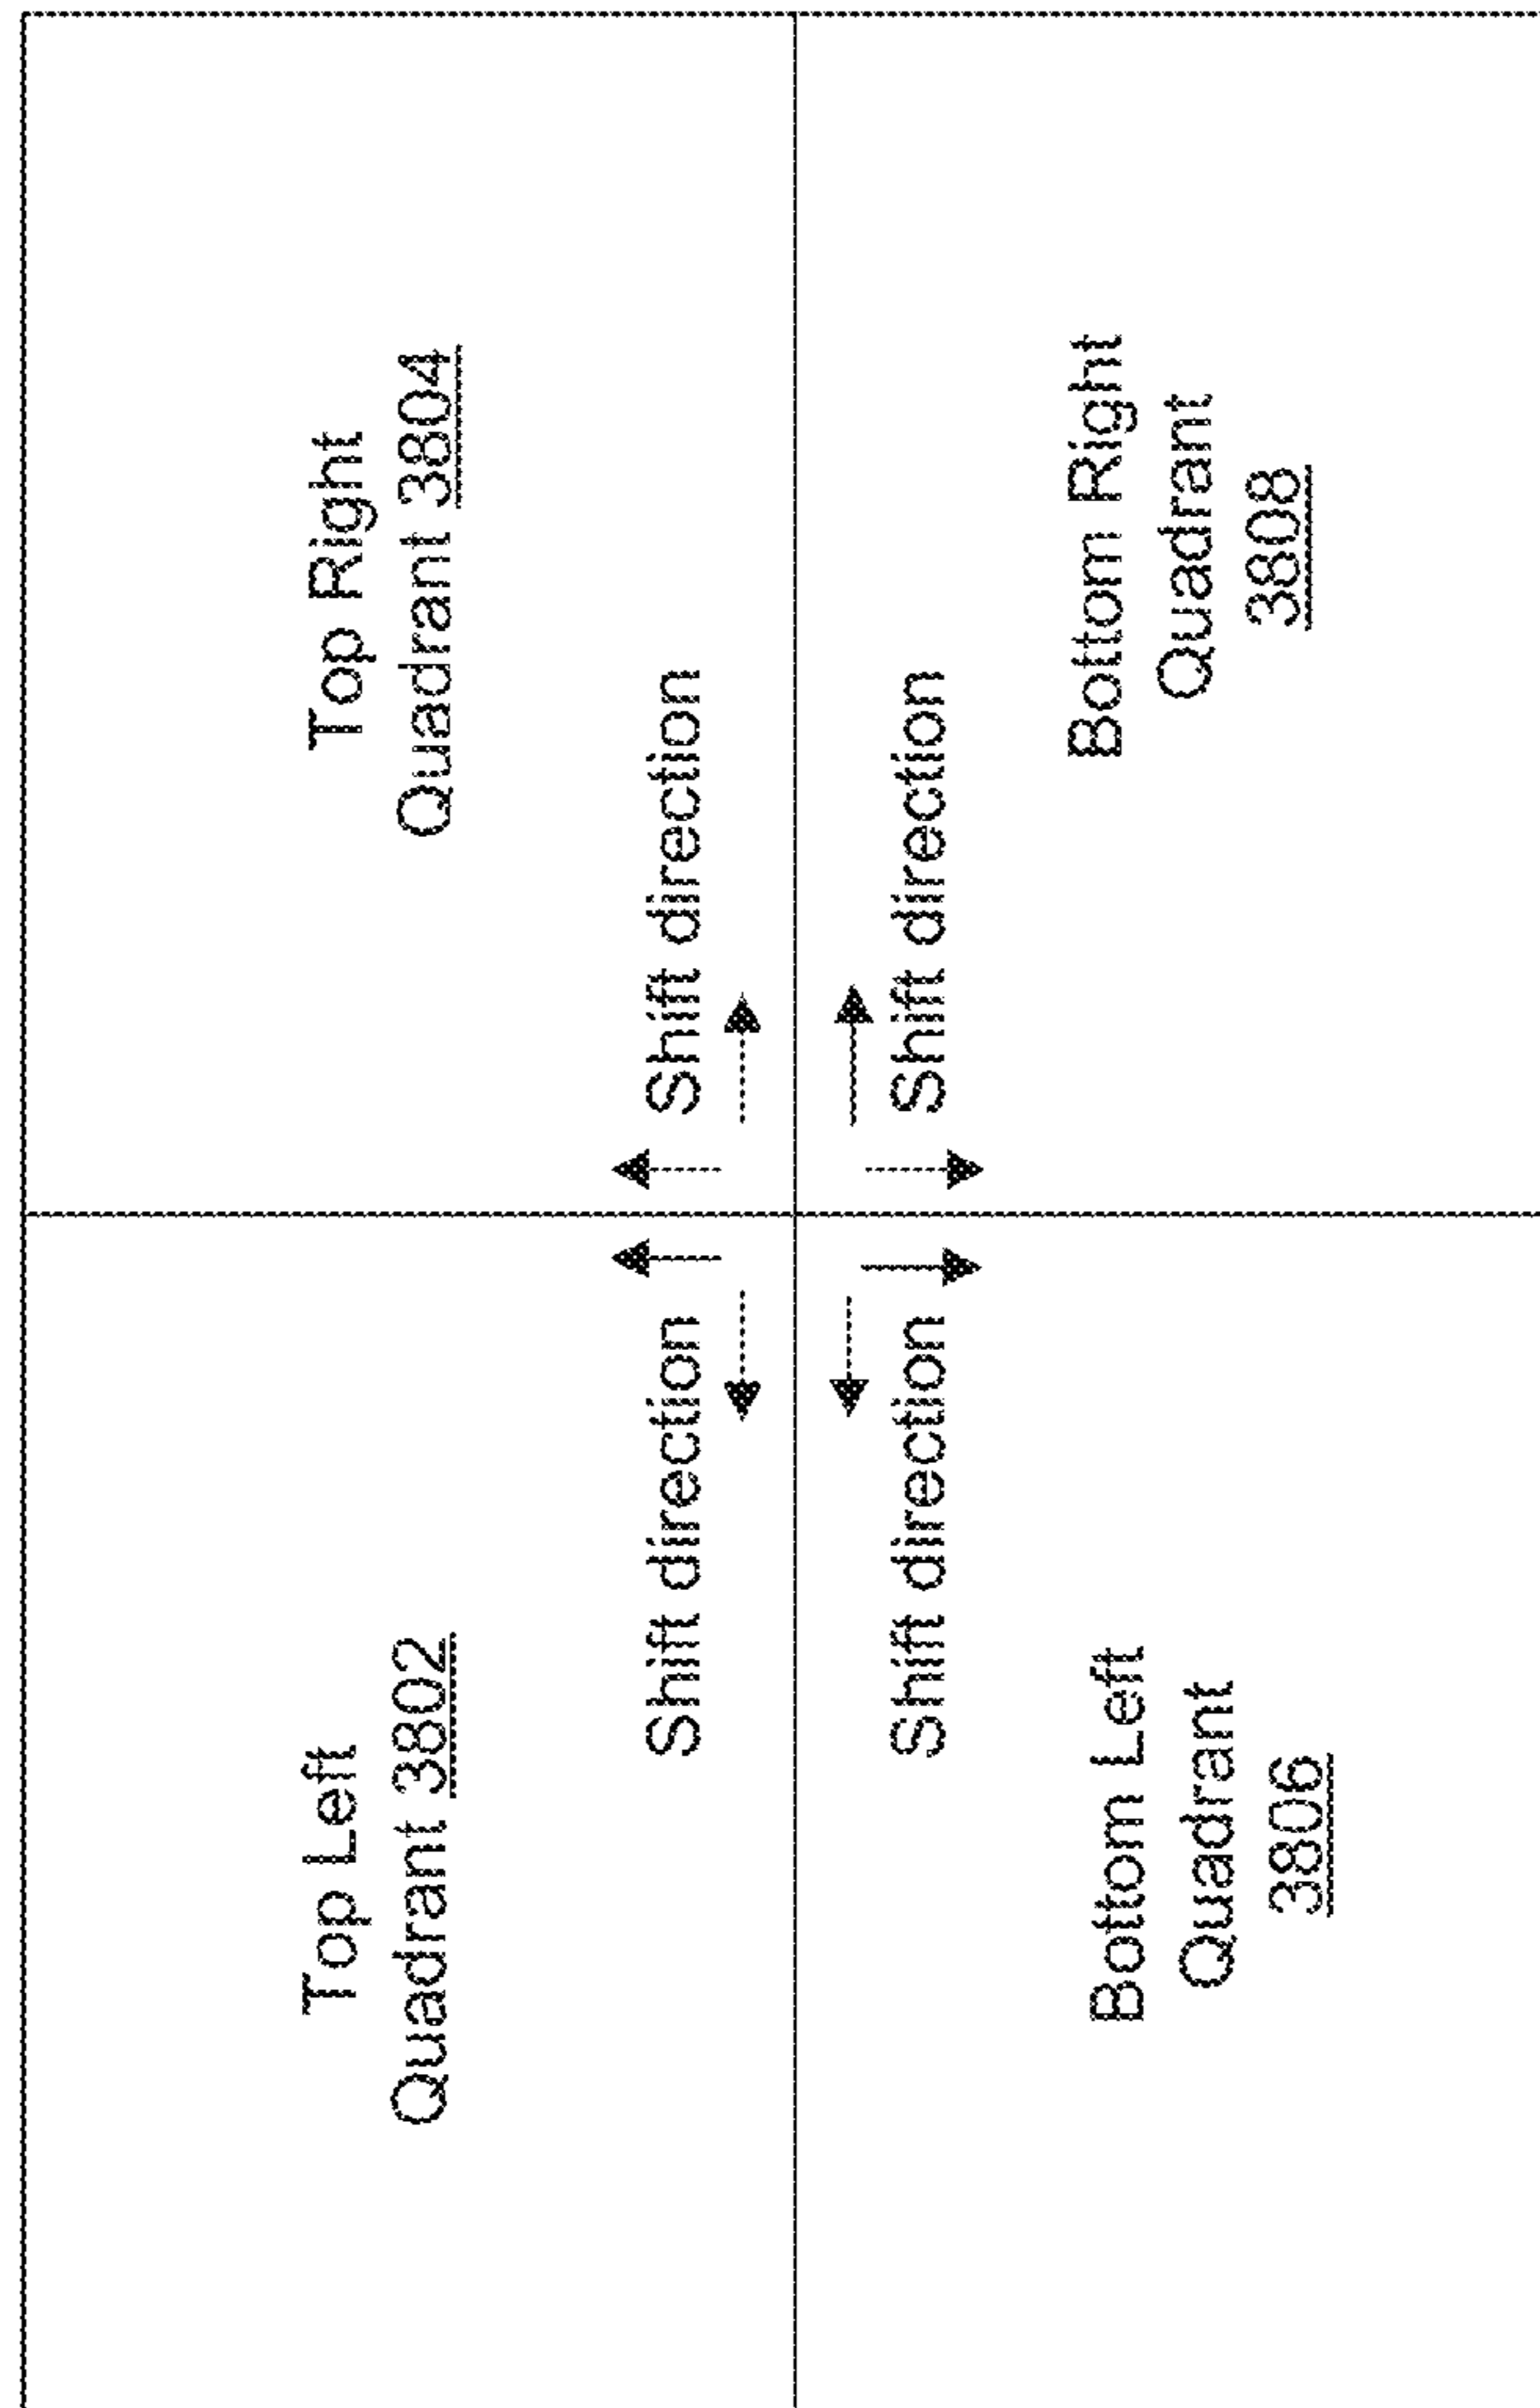 Top Left
Quadrant 3802
Top Right
Quadrant 3804
Shift direction
Shift direction
Shift direction
Shift direction
Bottom Left
Quadrant
3806
Bottom Right
Quadrant
3808